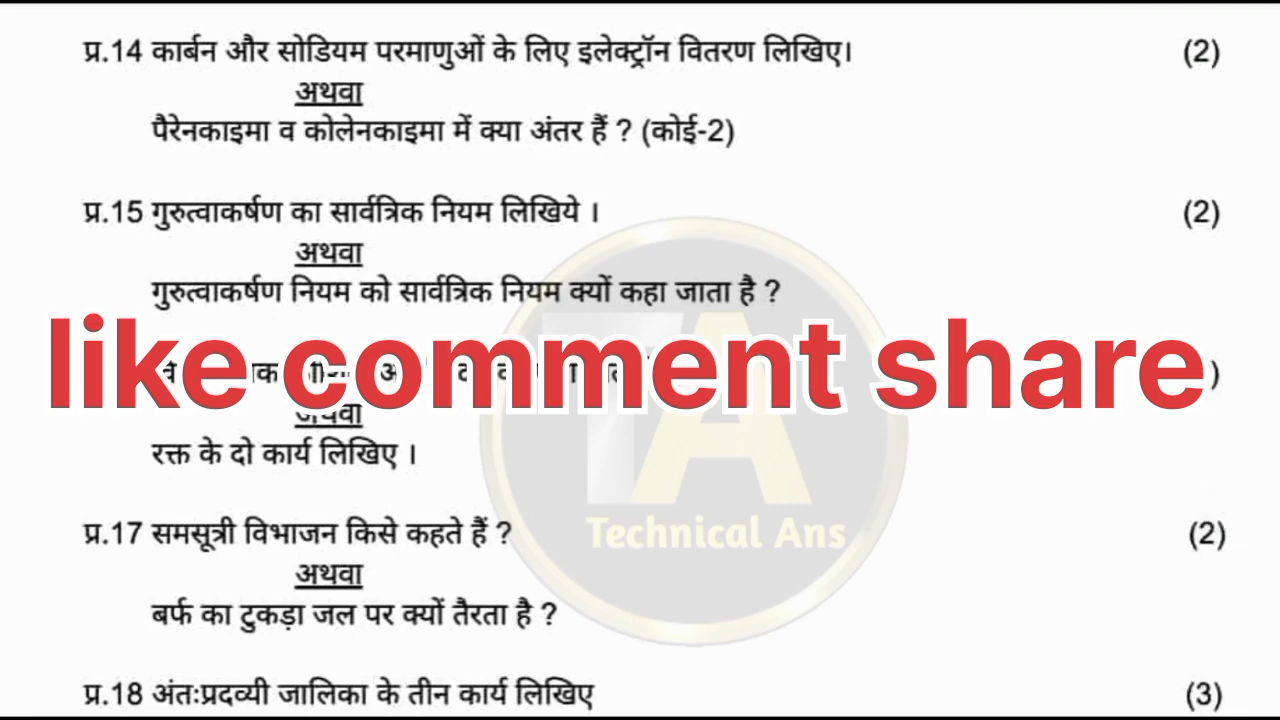 प्र.14 कार्बन और सोडियम परमाणुओं के लिए इलेक्ट्रॉन वितरण लिखिए। (2)
अथवा
पैरेनकाइमा व कोलेनकाइमा में क्या अंतर हैं ? (कोई-2)
प्र.15 गुरुत्वाकर्षण का सार्वत्रिक नियम लिखिये । (2)
अथवा
गुरुत्वाकर्षण नियम को सार्वत्रिक नियम क्यों कहा जाता है ?
like comment share
अथवा
रक्त के दो कार्य लिखिए ।
प्र.17 समसूत्री विभाजन किसे कहते हैं ? (2)
TA
Technical Ans
अथवा
बर्फ का टुकड़ा जल पर क्यों तैरता है ?
प्र.18 अंतःप्रदव्यी जालिका के तीन कार्य लिखिए (3)